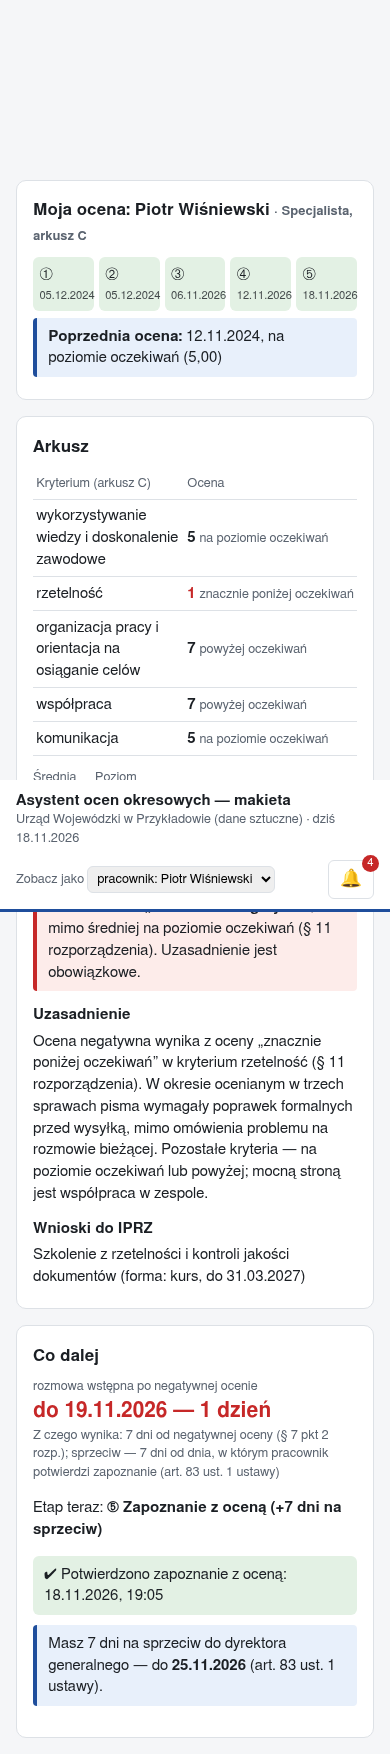 Moja ocena: Piotr Wiśniewski · Specjalista,
arkusz C
① ② ③ ④ ⑤
05.12.2024 05.12.2024 06.11.2026 12.11.2026 18.11.2026
Poprzednia ocena: 12.11.2024, na
poziomie oczekiwań (5,00)
Arkusz
Kryterium (arkusz C) Ocena
wykorzystywanie
wiedzy i doskonalenie
zawodowe
5 na poziomie oczekiwań
rzetelność 1 znacznie poniżej oczekiwań
organizacja pracy i
orientacja na
osiąganie celów
7 powyżej oczekiwań
współpraca 7 powyżej oczekiwań
komunikacja 5 na poziomie oczekiwań
Średnia Poziom
Asystent ocen okresowych — makieta
Urząd Wojewódzki w Przykładowie (dane sztuczne) · dziś
18.11.2026
Zobacz jako pracownik: Piotr Wiśniewski 4
mimo średniej na poziomie oczekiwań (§ 11
rozporządzenia). Uzasadnienie jest
obowiązkowe.
Uzasadnienie
Ocena negatywna wynika z oceny „znacznie
poniżej oczekiwań” w kryterium rzetelność (§ 11
rozporządzenia). W okresie ocenianym w trzech
sprawach pisma wymagały poprawek formalnych
przed wysyłką, mimo omówienia problemu na
rozmowie bieżącej. Pozostałe kryteria — na
poziomie oczekiwań lub powyżej; mocną stroną
jest współpraca w zespole.
Wnioski do IPRZ
Szkolenie z rzetelności i kontroli jakości
dokumentów (forma: kurs, do 31.03.2027)
Co dalej
rozmowa wstępna po negatywnej ocenie
do 19.11.2026 — 1 dzień
Z czego wynika: 7 dni od negatywnej oceny (§ 7 pkt 2
rozp.); sprzeciw — 7 dni od dnia, w którym pracownik
potwierdzi zapoznanie (art. 83 ust. 1 ustawy)
Etap teraz: ⑤ Zapoznanie z oceną (+7 dni na
sprzeciw)
✔ Potwierdzono zapoznanie z oceną:
18.11.2026, 19:05
Masz 7 dni na sprzeciw do dyrektora
generalnego — do 25.11.2026 (art. 83 ust. 1
ustawy).